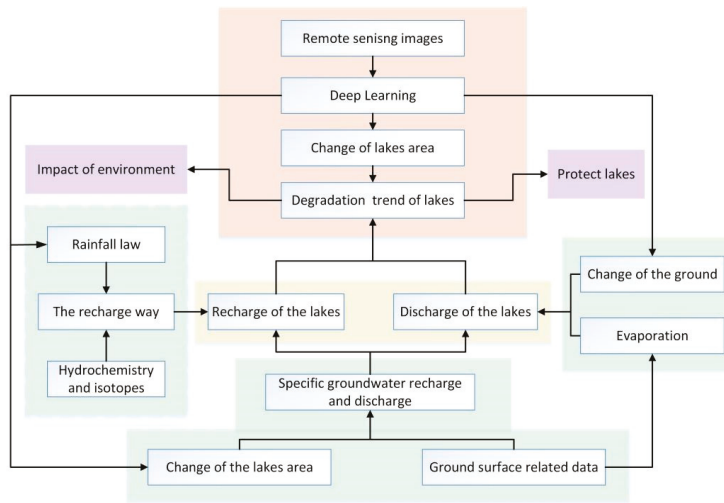 Remote senisng images
Deep Learning
Change of lakes area
Impact of environment
Protect lakes
Degradation trend of lakes
Rainfall law
Change of the ground
The recharge way
Recharge of the lakes
Discharge of the lakes
Evaporation
Hydrochemistry
and isotopes
Specific groundwater recharge
and discharge
Change of the lakes area
Ground surface related data